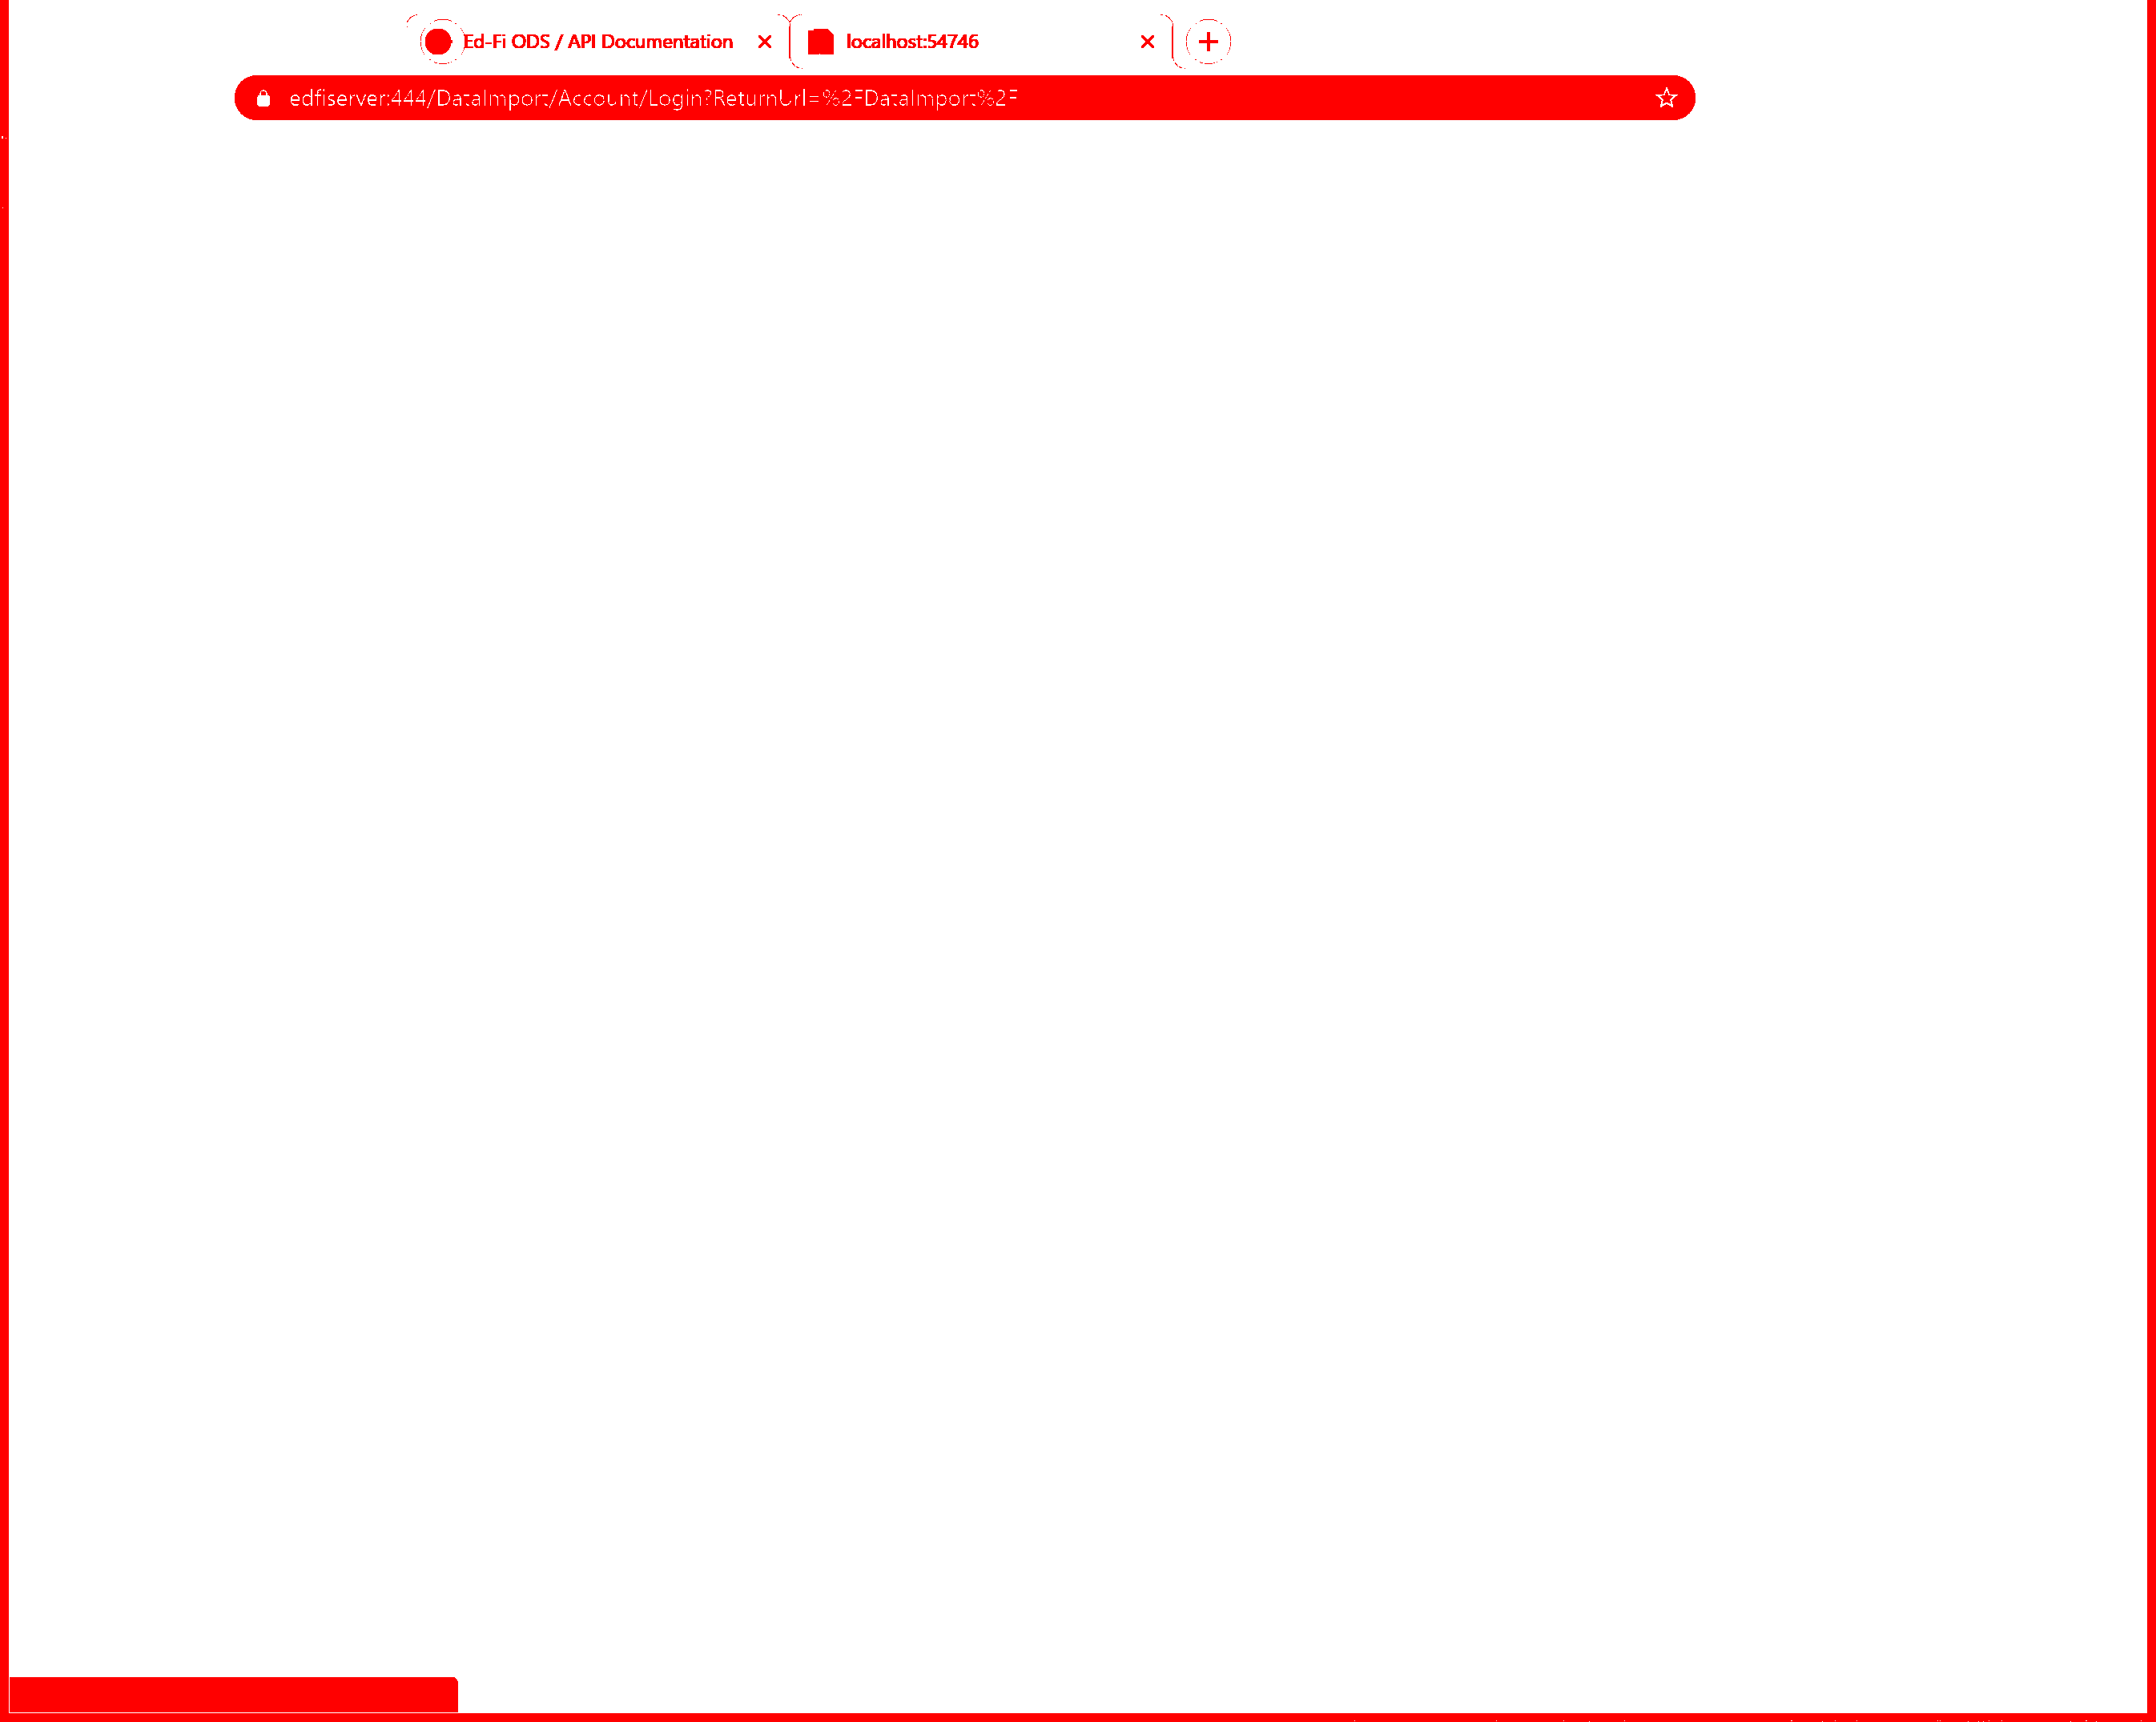 Ed-Fi ODS / API Documentation
localhost:54746
edfiserver:444/DataImport/Account/Login?ReturnUrl=%2FDataImport%2F